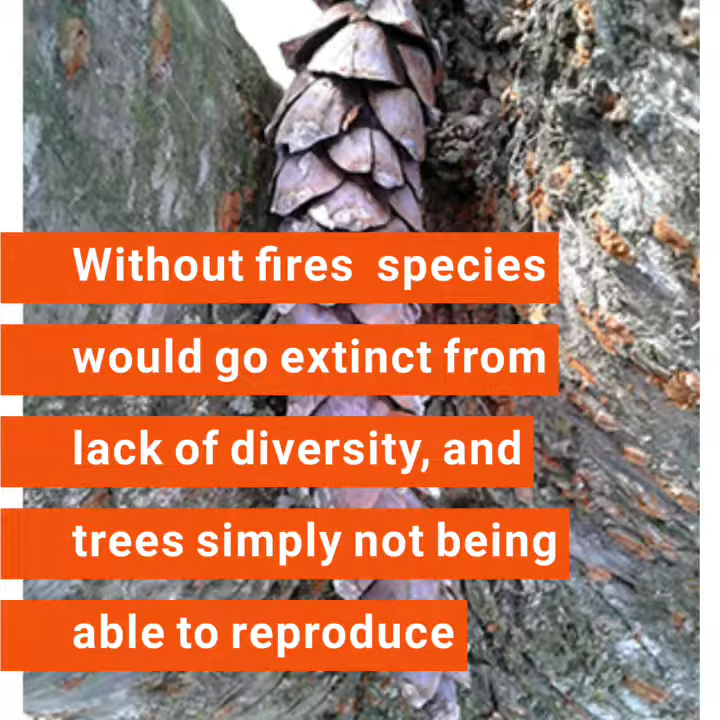 Without fires species
would go extinct from
lack of diversity, and
trees simply not being
able to reproduce